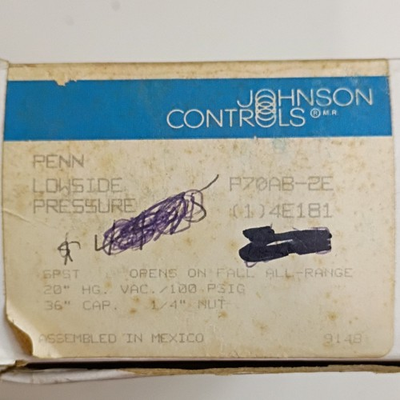 JOHNSON
CONTROLS ® M.R.
PENN
LOWSIDE P70AB-2E
PRESSURE (1)4E181
SPST OPENS ON FALL ALL-RANGE
20" HG. VAC./100 PSIG
36" CAP. 1/4" NUT
ASSEMBLED IN MEXICO 9148